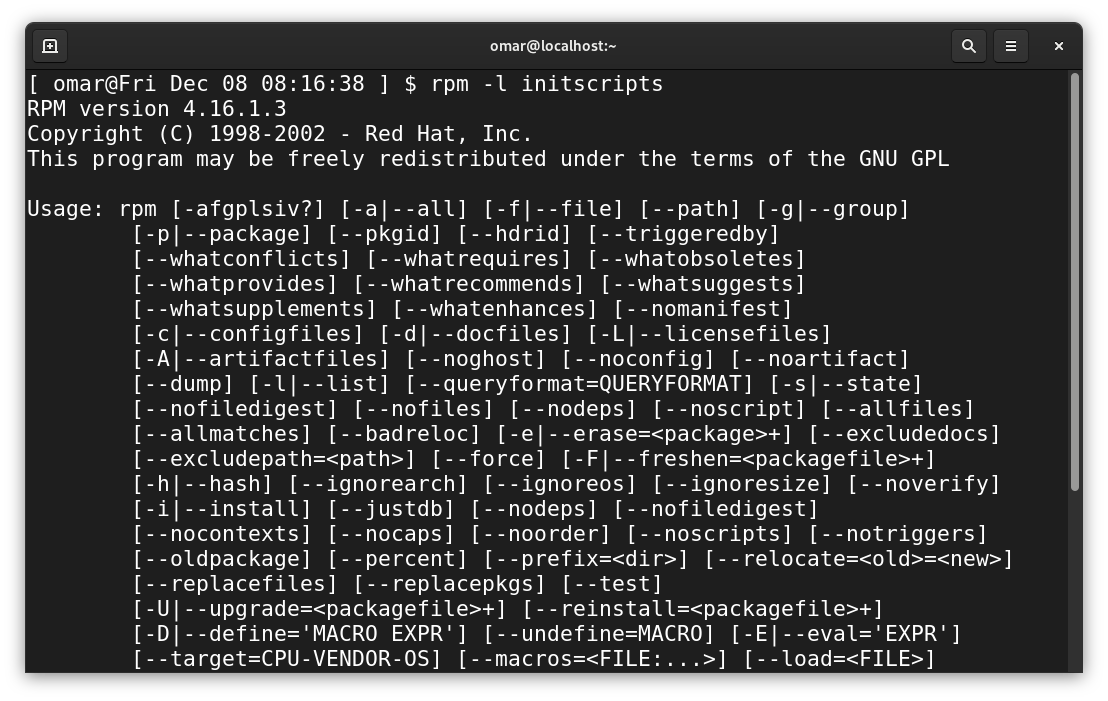 omar@localhost:~
[ omar@Fri Dec 08 08:16:38 ] $ rpm -l initscripts
RPM version 4.16.1.3
Copyright (C) 1998-2002 - Red Hat, Inc.
This program may be freely redistributed under the terms of the GNU GPL

Usage: rpm [-afgplsiv?] [-a|--all] [-f|--file] [--path] [-g|--group]
        [-p|--package] [--pkgid] [--hdrid] [--triggeredby]
        [--whatconflicts] [--whatrequires] [--whatobsoletes]
        [--whatprovides] [--whatrecommends] [--whatsuggests]
        [--whatsupplements] [--whatenhances] [--nomanifest]
        [-c|--configfiles] [-d|--docfiles] [-L|--licensefiles]
        [-A|--artifactfiles] [--noghost] [--noconfig] [--noartifact]
        [--dump] [-l|--list] [--queryformat=QUERYFORMAT] [-s|--state]
        [--nofiledigest] [--nofiles] [--nodeps] [--noscript] [--allfiles]
        [--allmatches] [--badreloc] [-e|--erase=<package>+] [--excludedocs]
        [--excludepath=<path>] [--force] [-F|--freshen=<packagefile>+]
        [-h|--hash] [--ignorearch] [--ignoreos] [--ignoresize] [--noverify]
        [-i|--install] [--justdb] [--nodeps] [--nofiledigest]
        [--nocontexts] [--nocaps] [--noorder] [--noscripts] [--notriggers]
        [--oldpackage] [--percent] [--prefix=<dir>] [--relocate=<old>=<new>]
        [--replacefiles] [--replacepkgs] [--test]
        [-U|--upgrade=<packagefile>+] [--reinstall=<packagefile>+]
        [-D|--define='MACRO EXPR'] [--undefine=MACRO] [-E|--eval='EXPR']
        [--target=CPU-VENDOR-OS] [--macros=<FILE:...>] [--load=<FILE>]